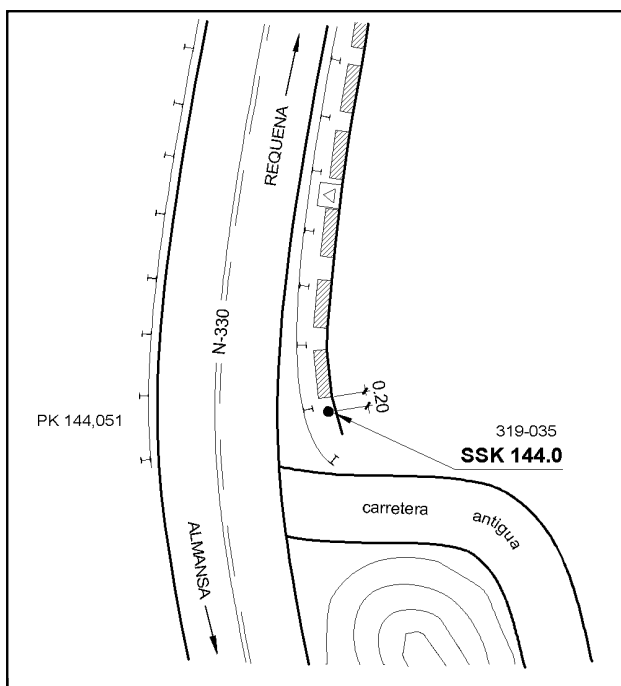 REQUENA
N-330
0.20
PK 144,051
319-035
SSK 144.0
carretera
antigua
ALMANSA